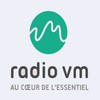 radio vm
AU CŒUR DE L'ESSENTIEL